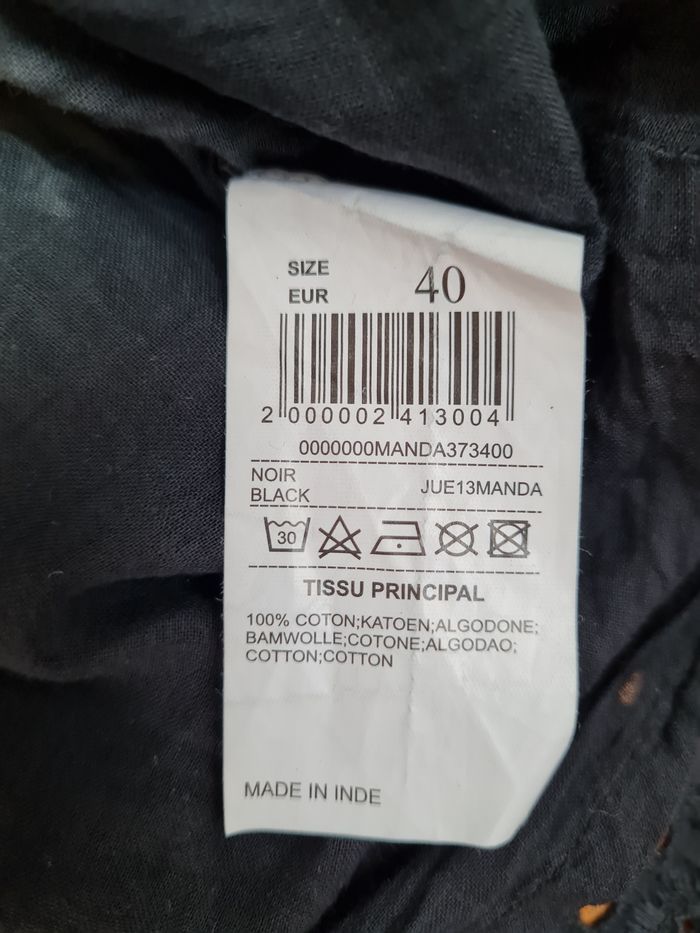 SIZE
EUR
40
2 000002 413004
0000000MANDA373400
NOIR
BLACK
JUE13MANDA
30
TISSU PRINCIPAL
100% COTON;KATOEN;ALGODONE;
BAMWOLLE;COTONE;ALGODAO;
COTTON;COTTON
MADE IN INDE